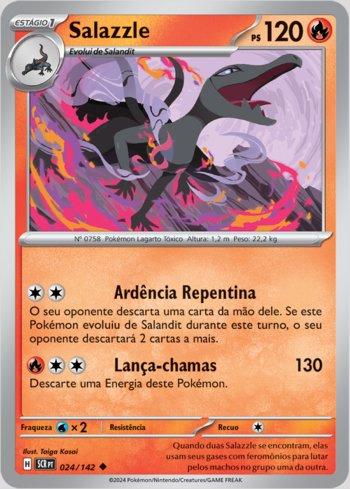 ESTÁGIO 1
Salazzle
PS 120
Evolui de Salandit
Nº 0758 Pokémon Lagarto Tóxico Altura: 1,2 m Peso: 22,2 kg
Ardência Repentina
O seu oponente descarta uma carta da mão dele. Se este
Pokémon evoluiu de Salandit durante este turno, o seu
oponente descartará 2 cartas a mais.
Lança-chamas 130
Descarte uma Energia deste Pokémon.
Fraqueza ×2 Resistência Recuo
Ilust. Taiga Kasai
H SCR PT 024/142
Quando duas Salazzle se encontram, elas
usam seus gases com feromônios para lutar
pelos machos no grupo uma da outra.
©2024 Pokémon/Nintendo/Creatures/GAME FREAK